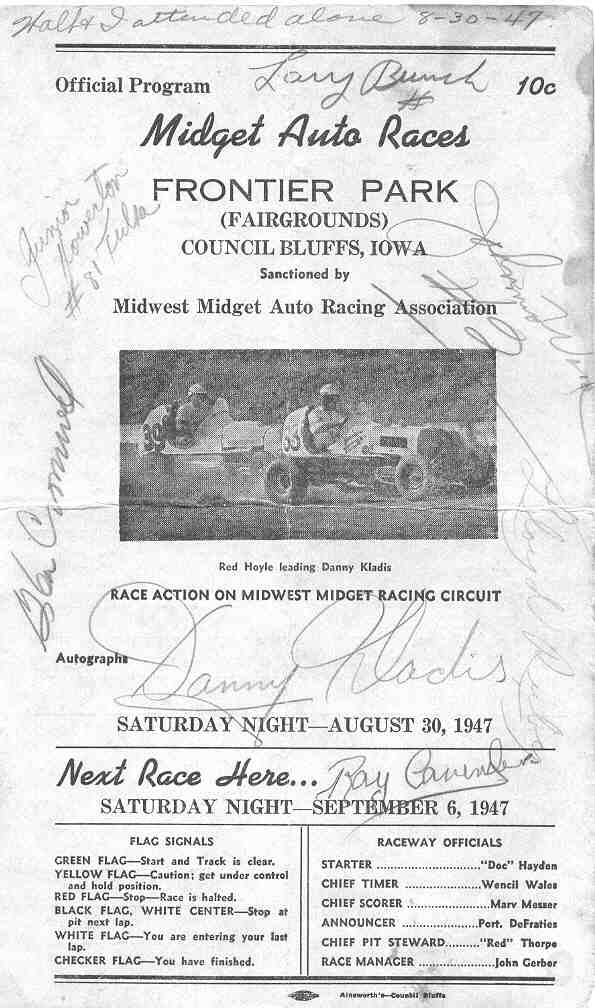 Walt & I attended alone 8-30-47
Official Program
Larry Bunch
#
10c
Midget Auto Races
FRONTIER PARK
(FAIRGROUNDS)
COUNCIL BLUFFS, IOWA
Sanctioned by
Midwest Midget Auto Racing Association
Junior
Howerton
#81 Tulsa
Johnson
39
Red Hoyle leading Danny Kladis
RACE ACTION ON MIDWEST MIDGET RACING CIRCUIT
Autographs
Danny Kladis
Lloyd Ruby
SATURDAY NIGHT—AUGUST 30, 1947
Next Race Here...
Ray Cavender
SATURDAY NIGHT—SEPTEMBER 6, 1947
FLAG SIGNALS
GREEN FLAG—Start and Track is clear.
YELLOW FLAG—Caution; get under control
and hold position.
RED FLAG—Stop—Race is halted.
BLACK FLAG, WHITE CENTER—Stop at
pit next lap.
WHITE FLAG—You are entering your last
lap.
CHECKER FLAG—You have finished.
RACEWAY OFFICIALS
STARTER ............................"Doc" Hayden
CHIEF TIMER .....................Wencil Wales
CHIEF SCORER .....................Marv Messer
ANNOUNCER ..................Port. DeFraties
CHIEF PIT STEWARD.........."Red" Thorpe
RACE MANAGER ......................John Gerber
Ainsworth's—Council Bluffs